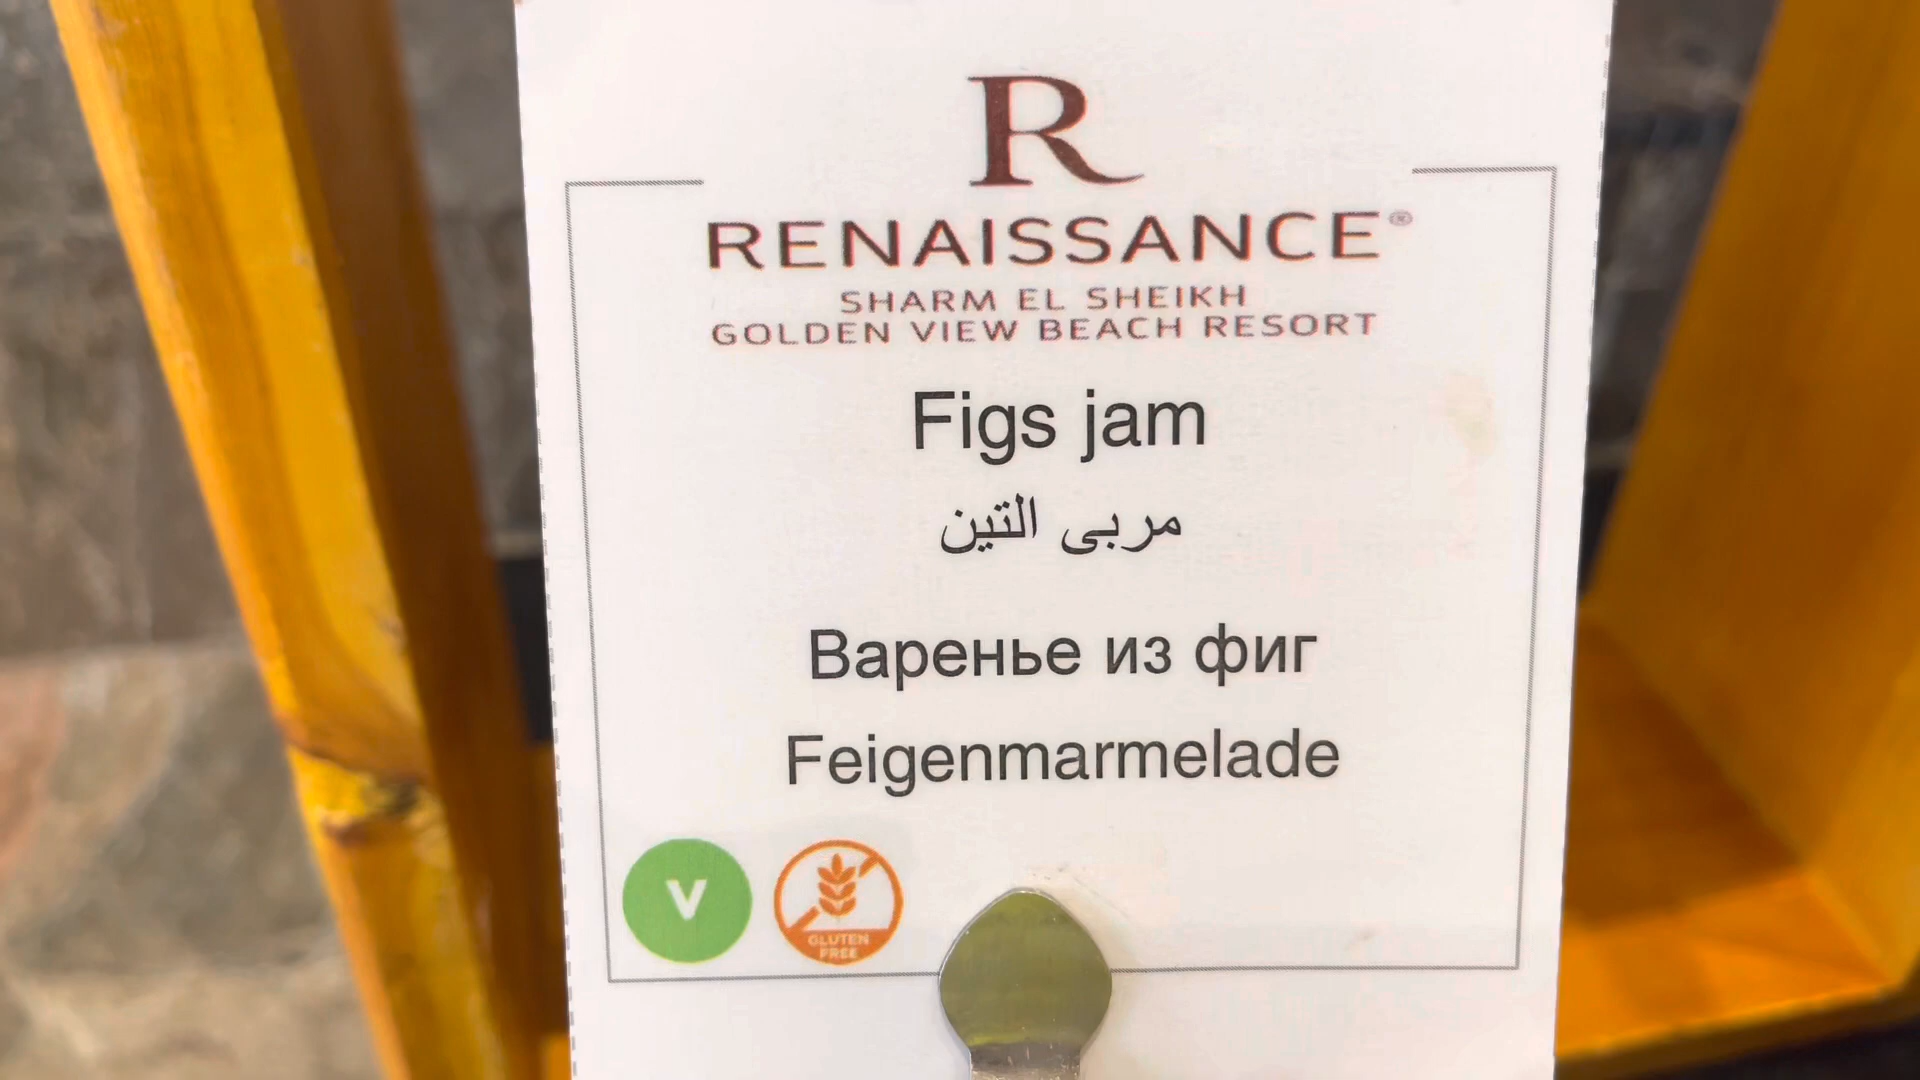 R
RENAISSANCE®
SHARM EL SHEIKH
GOLDEN VIEW BEACH RESORT
Figs jam
مربى التين
Варенье из фиг
Feigenmarmelade
V
GLUTEN
FREE